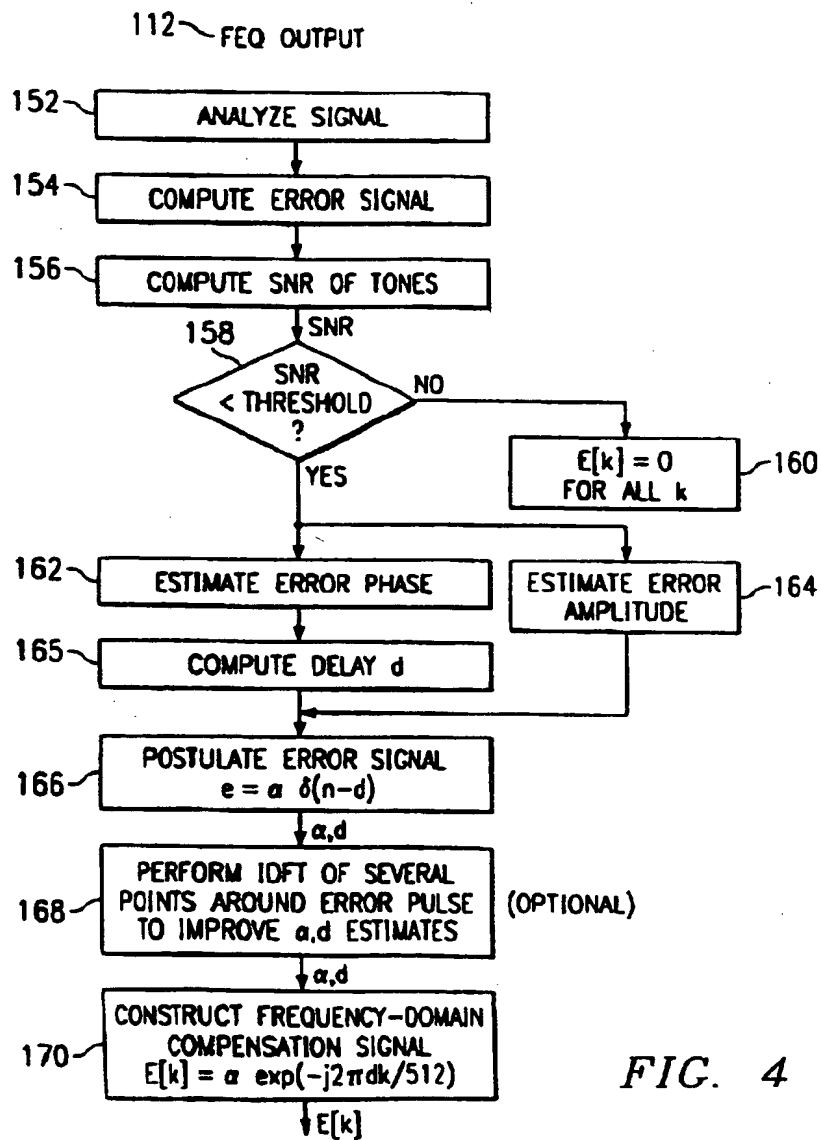 112 FEQ OUTPUT
152
ANALYZE SIGNAL
154
COMPUTE ERROR SIGNAL
156
COMPUTE SNR OF TONES
SNR
158
SNR
< THRESHOLD
?
NO
YES
E[k] = 0
FOR ALL k
160
162
ESTIMATE ERROR PHASE
ESTIMATE ERROR
AMPLITUDE
164
165
COMPUTE DELAY d
166
POSTULATE ERROR SIGNAL
e = α δ(n-d)
α,d
168
PERFORM IDFT OF SEVERAL
POINTS AROUND ERROR PULSE
TO IMPROVE α,d ESTIMATES
(OPTIONAL)
α,d
170
CONSTRUCT FREQUENCY-DOMAIN
COMPENSATION SIGNAL
E[k] = α exp(-j2πdk/512)
E[k]
FIG. 4